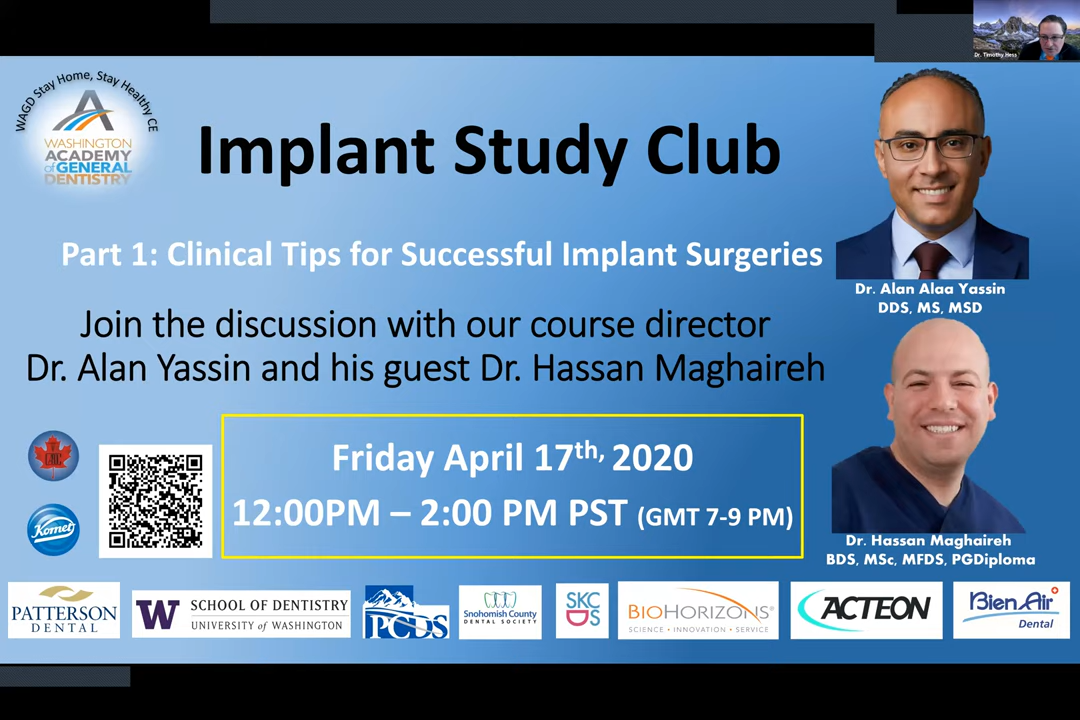 Dr. Timothy Hess
WAGD Stay Home, Stay Healthy CE
WASHINGTON
ACADEMY
of GENERAL
DENTISTRY
Implant Study Club
Part 1: Clinical Tips for Successful Implant Surgeries
Dr. Alan Alaa Yassin
DDS, MS, MSD
Join the discussion with our course director
Dr. Alan Yassin and his guest Dr. Hassan Maghaireh
Friday April 17th, 2020
12:00PM – 2:00 PM PST (GMT 7-9 PM)
Komet
Dr. Hassan Maghaireh
BDS, MSc, MFDS, PGDiploma
PATTERSON
DENTAL
W SCHOOL OF DENTISTRY
UNIVERSITY of WASHINGTON
PCDS
Snohomish County
DENTAL SOCIETY
SKC
DS
BIOHORIZONS®
SCIENCE • INNOVATION • SERVICE
ACTEON
Bien Air
Dental